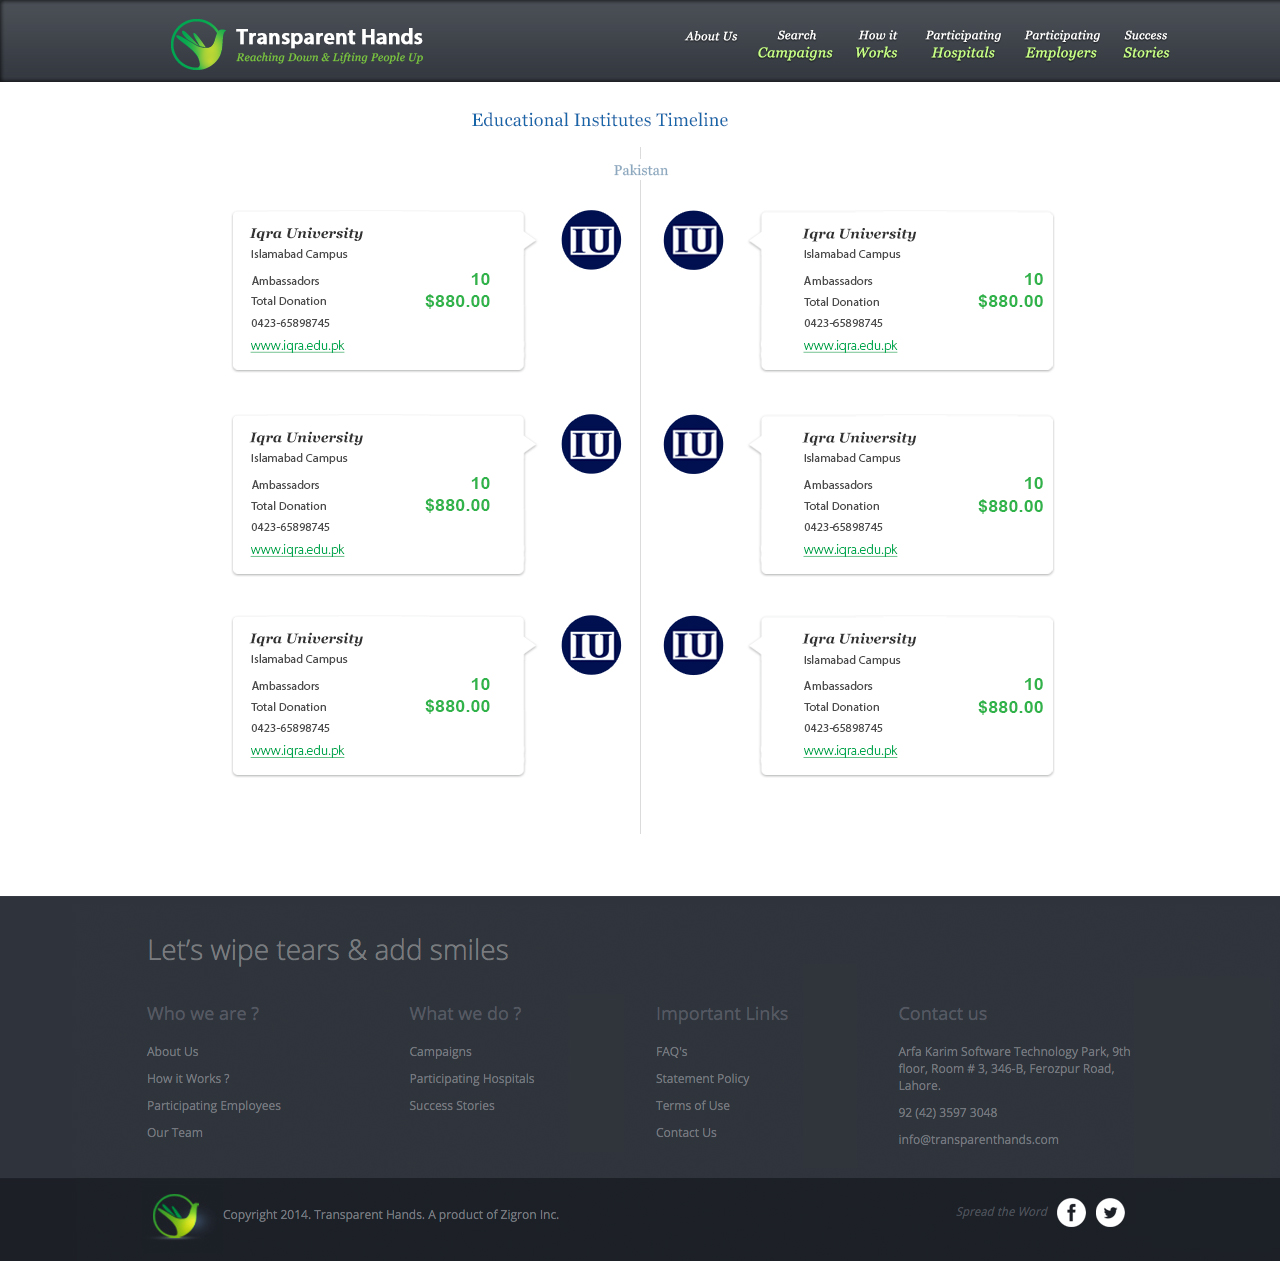 Transparent Hands
Reaching Down & Lifting People Up
About Us
Search
Campaigns
How it
Works
Participating
Hospitals
Participating
Employers
Success
Stories
Educational Institutes Timeline
Pakistan
Iqra University
Islamabad Campus
Ambassadors 10
Total Donation $880.00
0423-65898745
www.iqra.edu.pk
IU
IU
Iqra University
Islamabad Campus
Ambassadors 10
Total Donation $880.00
0423-65898745
www.iqra.edu.pk
Iqra University
Islamabad Campus
Ambassadors 10
Total Donation $880.00
0423-65898745
www.iqra.edu.pk
IU
IU
Iqra University
Islamabad Campus
Ambassadors 10
Total Donation $880.00
0423-65898745
www.iqra.edu.pk
Iqra University
Islamabad Campus
Ambassadors 10
Total Donation $880.00
0423-65898745
www.iqra.edu.pk
IU
IU
Iqra University
Islamabad Campus
Ambassadors 10
Total Donation $880.00
0423-65898745
www.iqra.edu.pk
Let's wipe tears & add smiles
Who we are ?
About Us
How it Works ?
Participating Employees
Our Team
What we do ?
Campaigns
Participating Hospitals
Success Stories
Important Links
FAQ's
Statement Policy
Terms of Use
Contact Us
Contact us
Arfa Karim Software Technology Park, 9th
floor, Room # 3, 346-B, Ferozpur Road,
Lahore.
92 (42) 3597 3048
info@transparenthands.com
Copyright 2014. Transparent Hands. A product of Zigron Inc.
Spread the Word